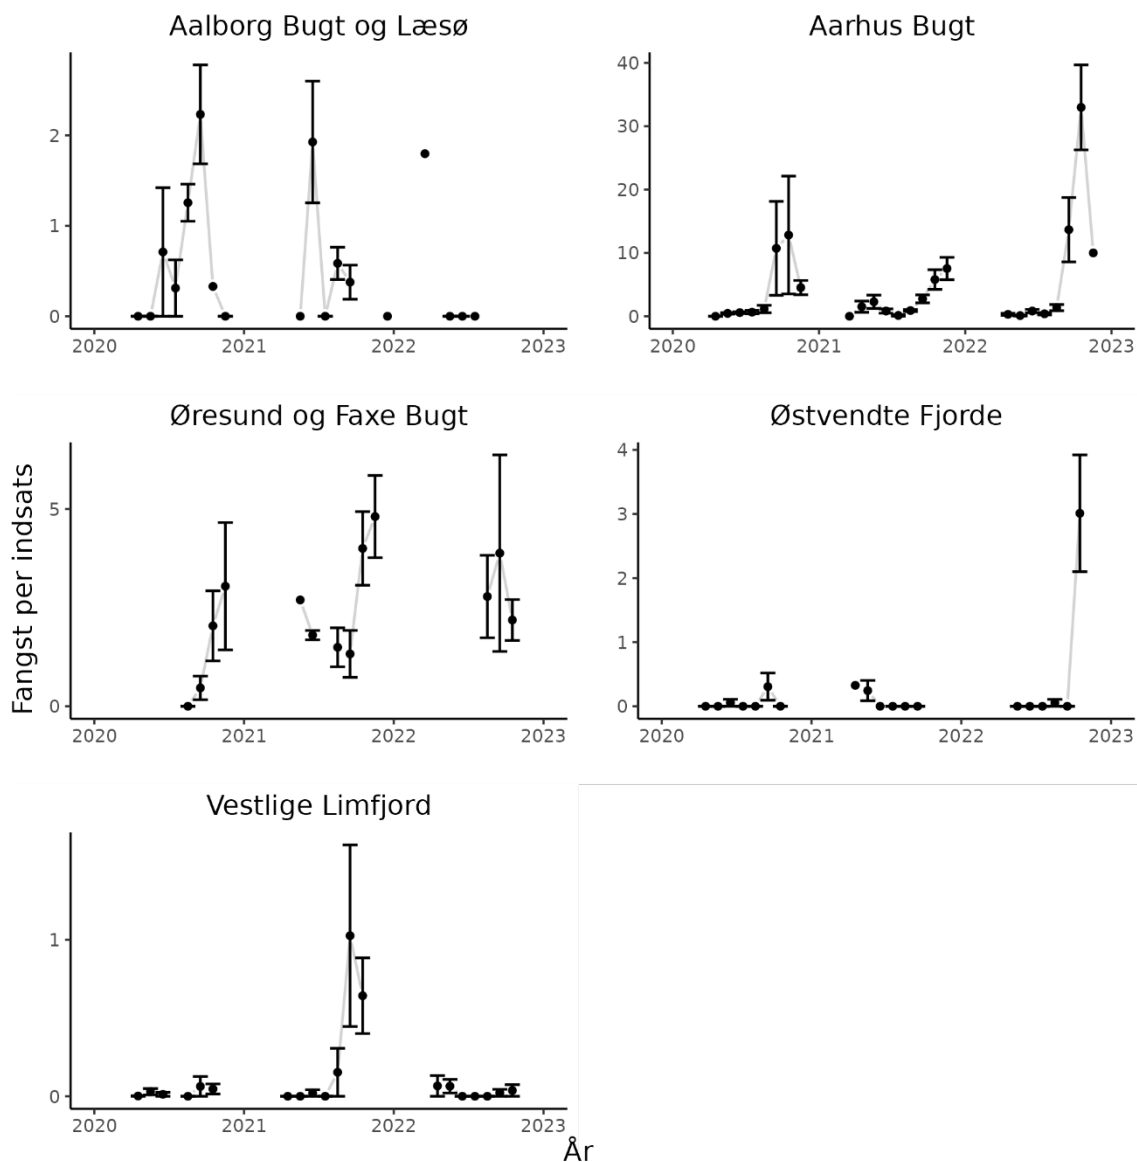 Aalborg Bugt og Læsø
2
1
0
2020 2021 2022 2023
Aarhus Bugt
40
30
20
10
0
2020 2021 2022 2023
Øresund og Faxe Bugt
5
0
2020 2021 2022 2023
Østvendte Fjorde
4
3
2
1
0
2020 2021 2022 2023
Vestlige Limfjord
1
0
2020 2021 2022 2023
Fangst per indsats
År